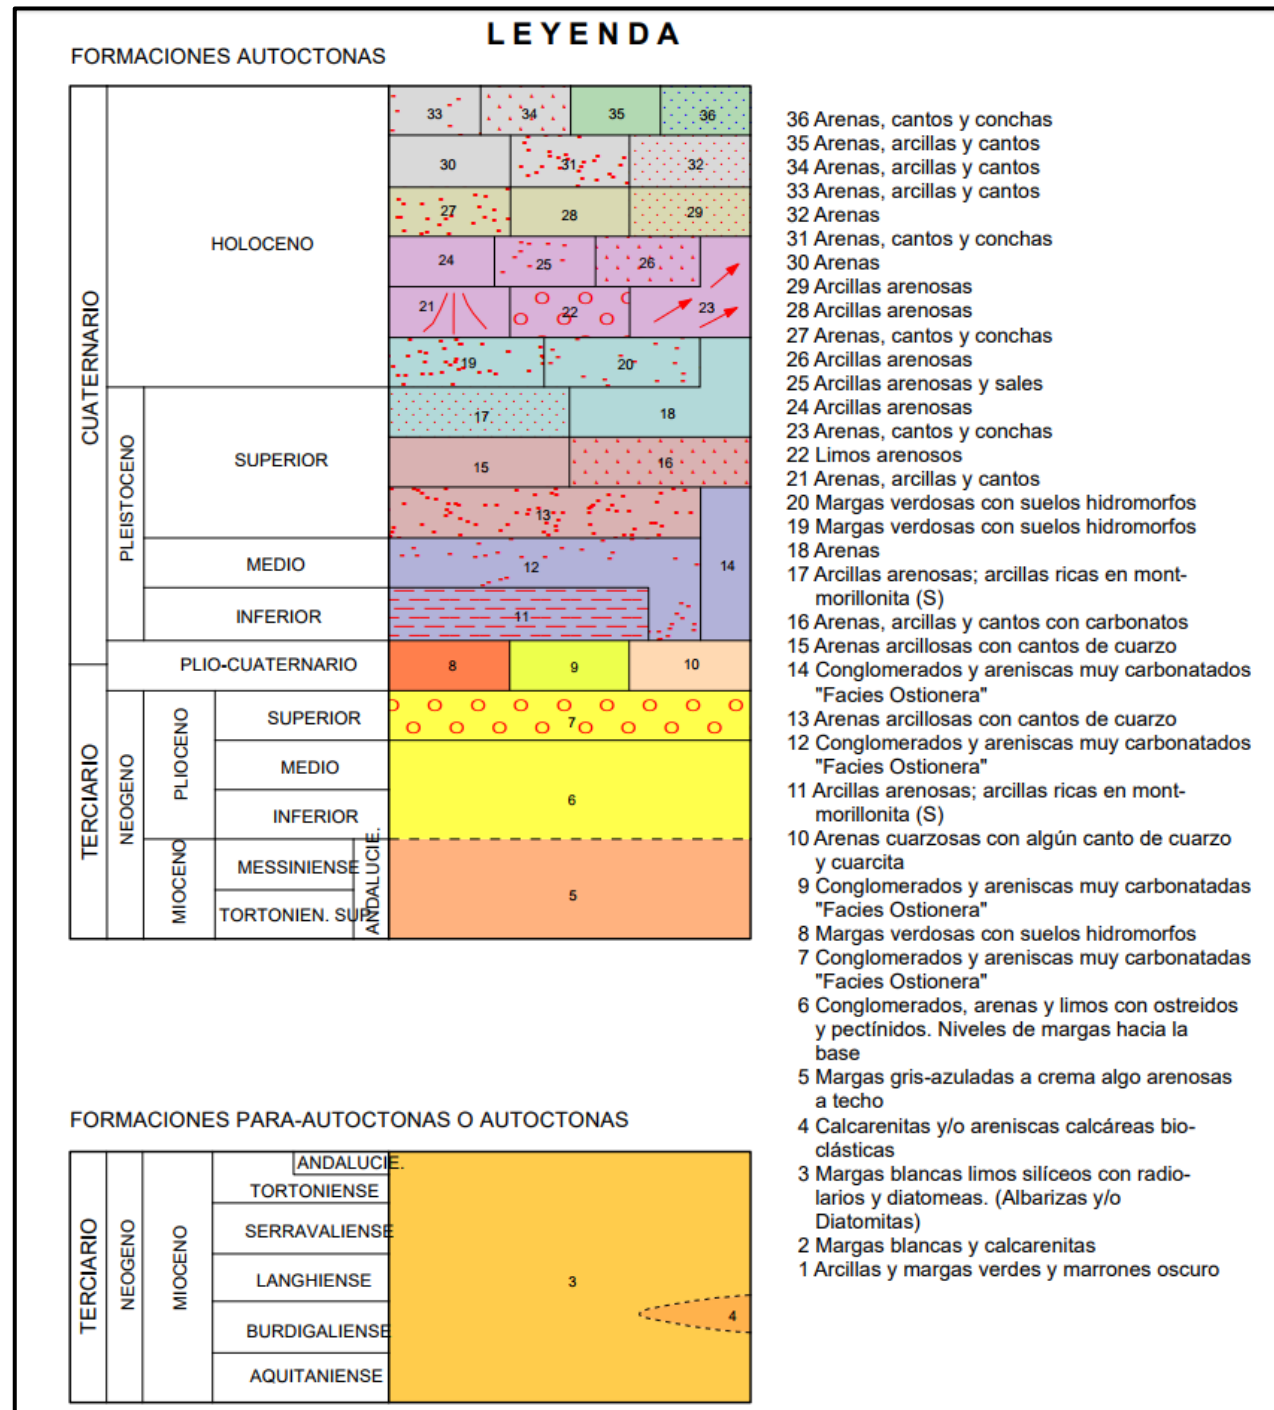 LEYENDA
FORMACIONES AUTOCTONAS
CUATERNARIO
HOLOCENO
33 34 35 36
30 31 32
27 28 29
24 25 26
21 22 23
19 20
PLEISTOCENO
SUPERIOR
17 18
15 16
13
MEDIO
12 14
INFERIOR
11
PLIO-CUATERNARIO
8 9 10
TERCIARIO
NEOGENO
PLIOCENO
SUPERIOR
7
MEDIO
6
INFERIOR
MIOCENO
MESSINIENSE
ANDALUCIE.
5
TORTONIEN. SUP.
36 Arenas, cantos y conchas
35 Arenas, arcillas y cantos
34 Arenas, arcillas y cantos
33 Arenas, arcillas y cantos
32 Arenas
31 Arenas, cantos y conchas
30 Arenas
29 Arcillas arenosas
28 Arcillas arenosas
27 Arenas, cantos y conchas
26 Arcillas arenosas
25 Arcillas arenosas y sales
24 Arcillas arenosas
23 Arenas, cantos y conchas
22 Limos arenosos
21 Arenas, arcillas y cantos
20 Margas verdosas con suelos hidromorfos
19 Margas verdosas con suelos hidromorfos
18 Arenas
17 Arcillas arenosas; arcillas ricas en mont-
morillonita (S)
16 Arenas, arcillas y cantos con carbonatos
15 Arenas arcillosas con cantos de cuarzo
14 Conglomerados y areniscas muy carbonatados
"Facies Ostionera"
13 Arenas arcillosas con cantos de cuarzo
12 Conglomerados y areniscas muy carbonatados
"Facies Ostionera"
11 Arcillas arenosas; arcillas ricas en mont-
morillonita (S)
10 Arenas cuarzosas con algún canto de cuarzo
y cuarcita
9 Conglomerados y areniscas muy carbonatadas
"Facies Ostionera"
8 Margas verdosas con suelos hidromorfos
7 Conglomerados y areniscas muy carbonatadas
"Facies Ostionera"
6 Conglomerados, arenas y limos con ostreidos
y pectínidos. Niveles de margas hacia la
base
5 Margas gris-azuladas a crema algo arenosas
a techo
4 Calcarenitas y/o areniscas calcáreas bio-
clásticas
3 Margas blancas limos silíceos con radio-
larios y diatomeas. (Albarizas y/o
Diatomitas)
2 Margas blancas y calcarenitas
1 Arcillas y margas verdes y marrones oscuro
FORMACIONES PARA-AUTOCTONAS O AUTOCTONAS
TERCIARIO
NEOGENO
MIOCENO
ANDALUCIE.
TORTONIENSE
SERRAVALIENSE
LANGHIENSE
3
BURDIGALIENSE
4
AQUITANIENSE